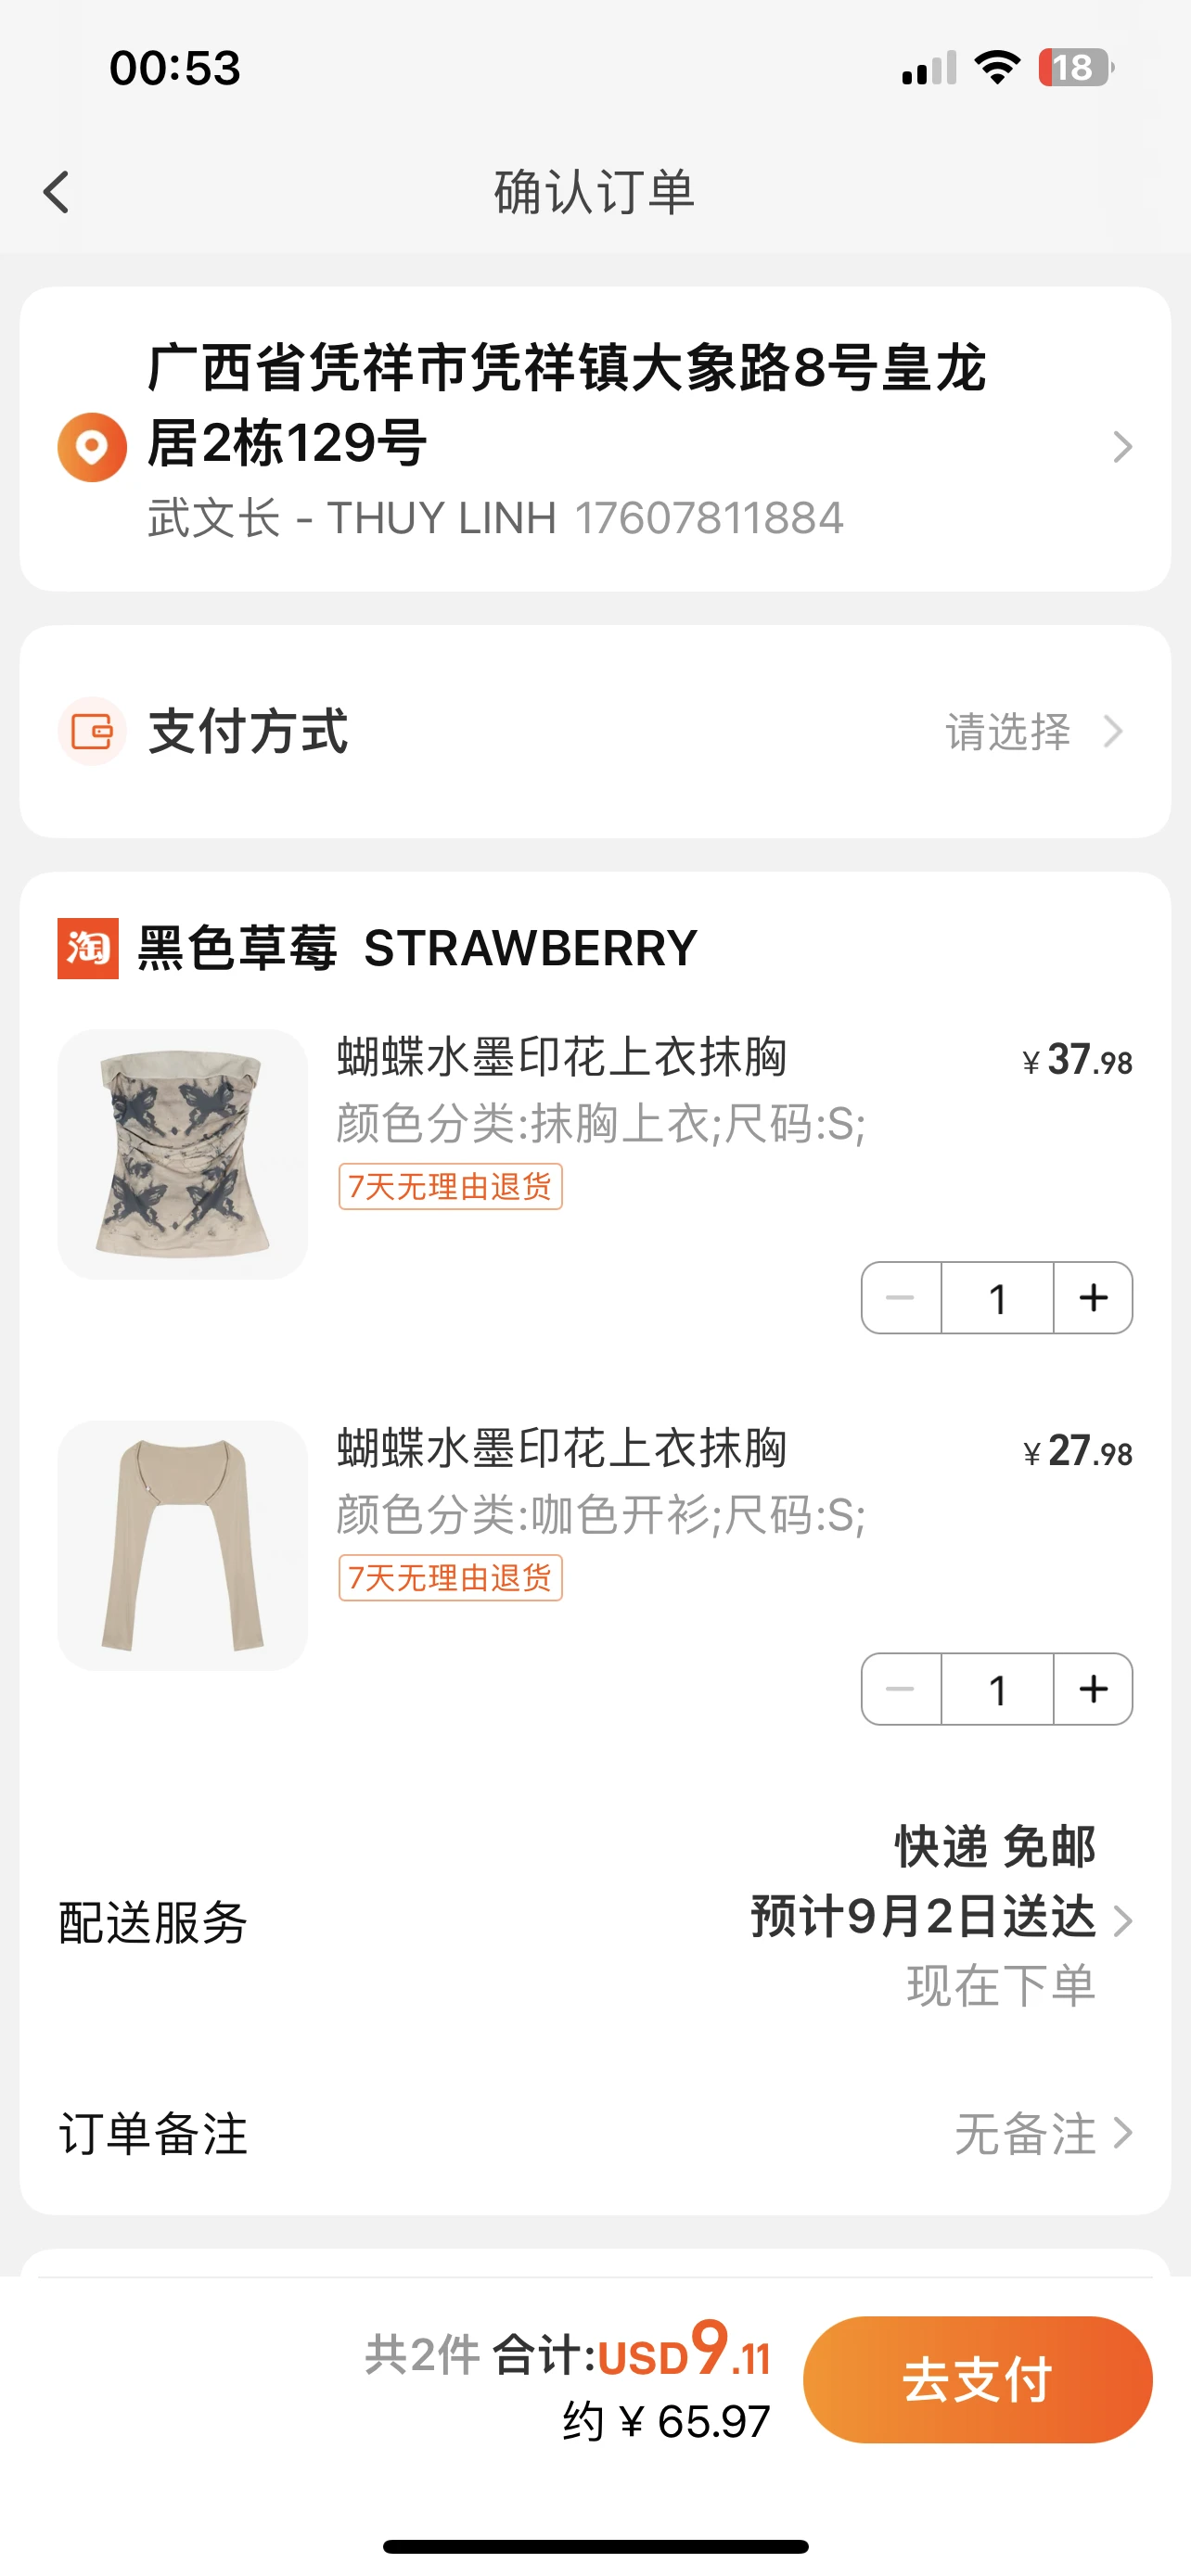 00:53
18
确认订单
广西省凭祥市凭祥镇大象路8号皇龙
居2栋129号
武文长 - THUY LINH 17607811884
支付方式 请选择
淘 黑色草莓 STRAWBERRY
蝴蝶水墨印花上衣抹胸 ¥37.98
颜色分类:抹胸上衣;尺码:S;
7天无理由退货
1
蝴蝶水墨印花上衣抹胸 ¥27.98
颜色分类:咖色开衫;尺码:S;
7天无理由退货
1
快递 免邮
配送服务 预计9月2日送达
现在下单
订单备注 无备注
共2件 合计:USD9.11
约 ¥ 65.97
去支付